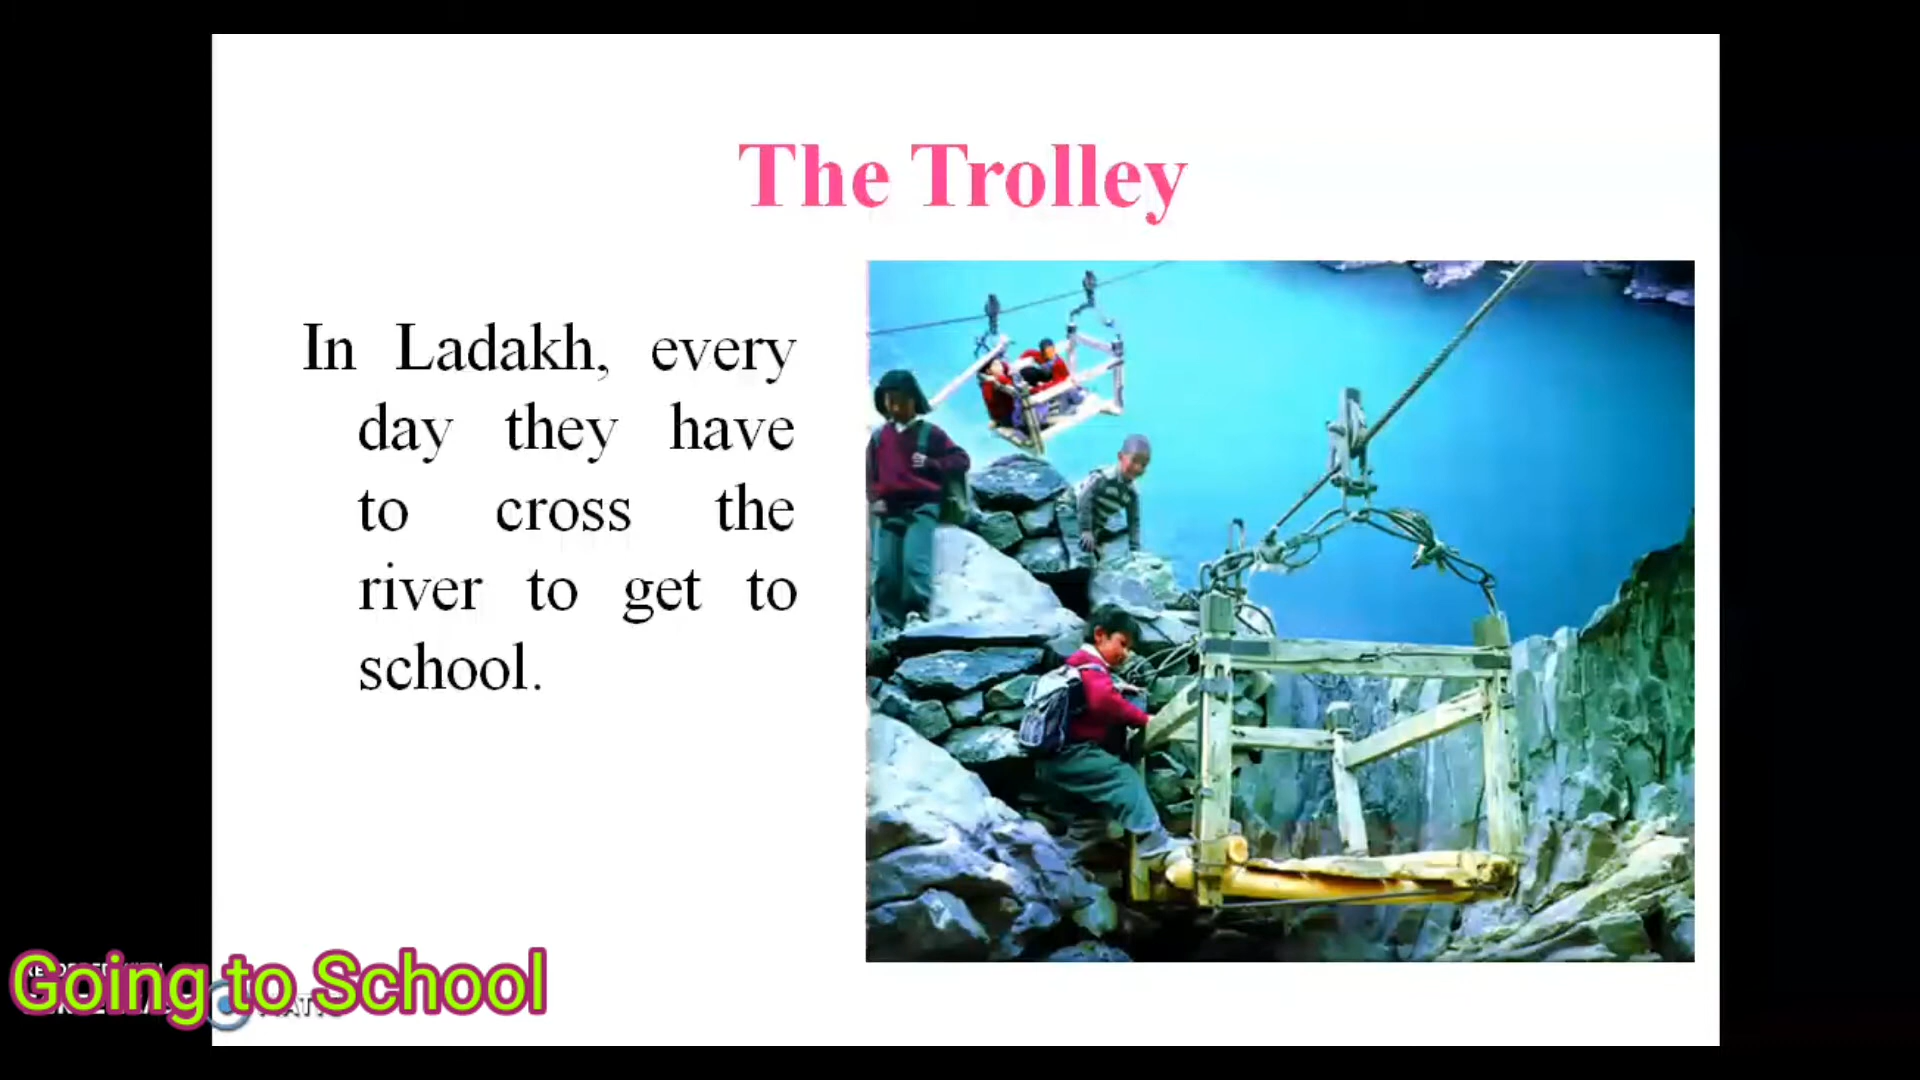 The Trolley
In Ladakh, every
day they have
to cross the
river to get to
school.
Going to School